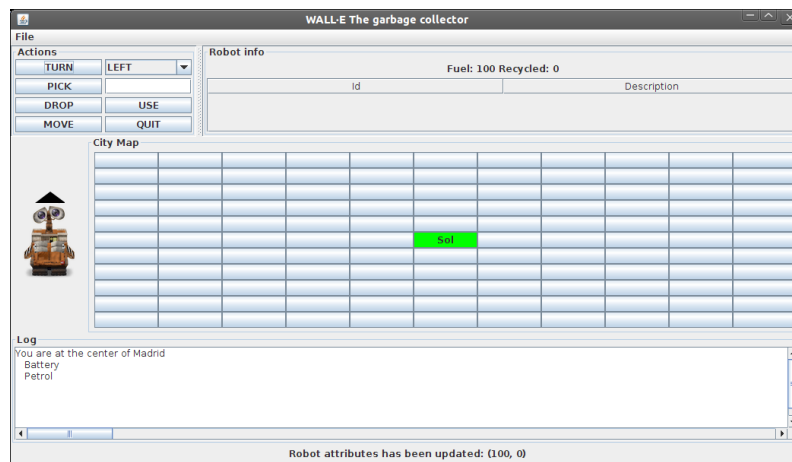 WALL·E The garbage collector
File
Actions
TURN LEFT
PICK
DROP USE
MOVE QUIT
Robot info
Fuel: 100 Recycled: 0
Id Description
City Map
Sol
Log
You are at the center of Madrid
Battery
Petrol
Robot attributes has been updated: (100, 0)